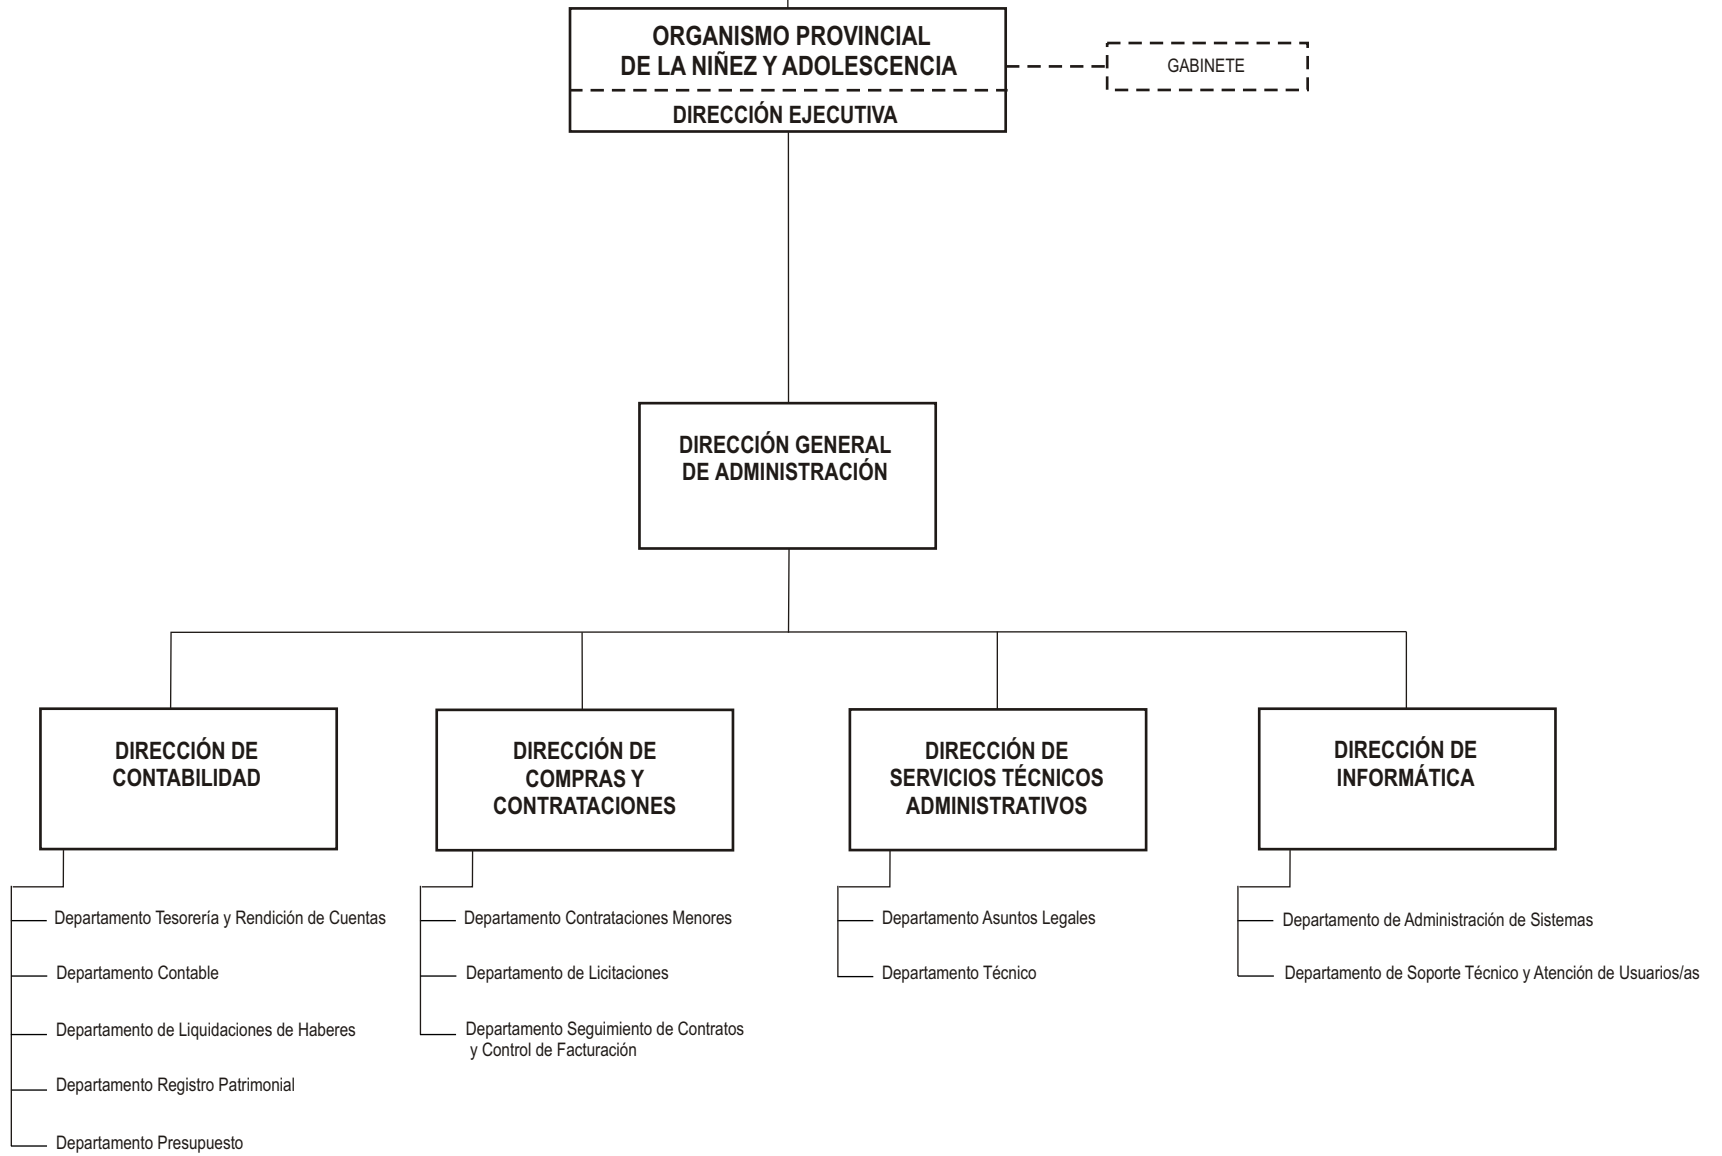 ORGANISMO PROVINCIAL
DE LA NIÑEZ Y ADOLESCENCIA
GABINETE
DIRECCIÓN EJECUTIVA
DIRECCIÓN GENERAL
DE ADMINISTRACIÓN
DIRECCIÓN DE
CONTABILIDAD
Departamento Tesorería y Rendición de Cuentas
Departamento Contable
Departamento de Liquidaciones de Haberes
Departamento Registro Patrimonial
Departamento Presupuesto
DIRECCIÓN DE
COMPRAS Y
CONTRATACIONES
Departamento Contrataciones Menores
Departamento de Licitaciones
Departamento Seguimiento de Contratos
y Control de Facturación
DIRECCIÓN DE
SERVICIOS TÉCNICOS
ADMINISTRATIVOS
Departamento Asuntos Legales
Departamento Técnico
DIRECCIÓN DE
INFORMÁTICA
Departamento de Administración de Sistemas
Departamento de Soporte Técnico y Atención de Usuarios/as